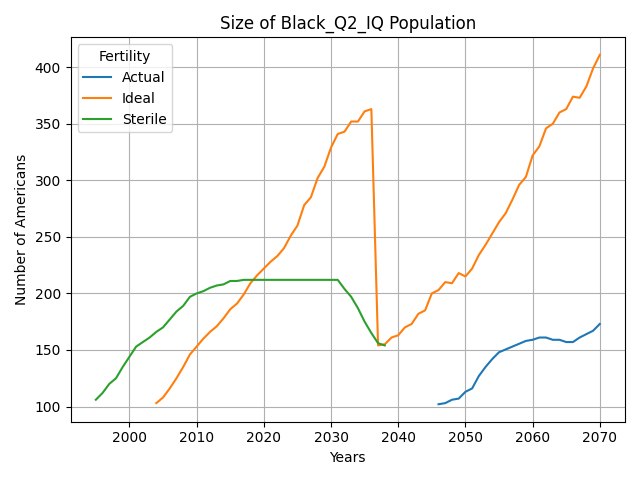 Size of Black_Q2_IQ Population
Fertility
Actual
Ideal
Sterile
Number of Americans
400
350
300
250
200
150
100
2000 2010 2020 2030 2040 2050 2060 2070
Years